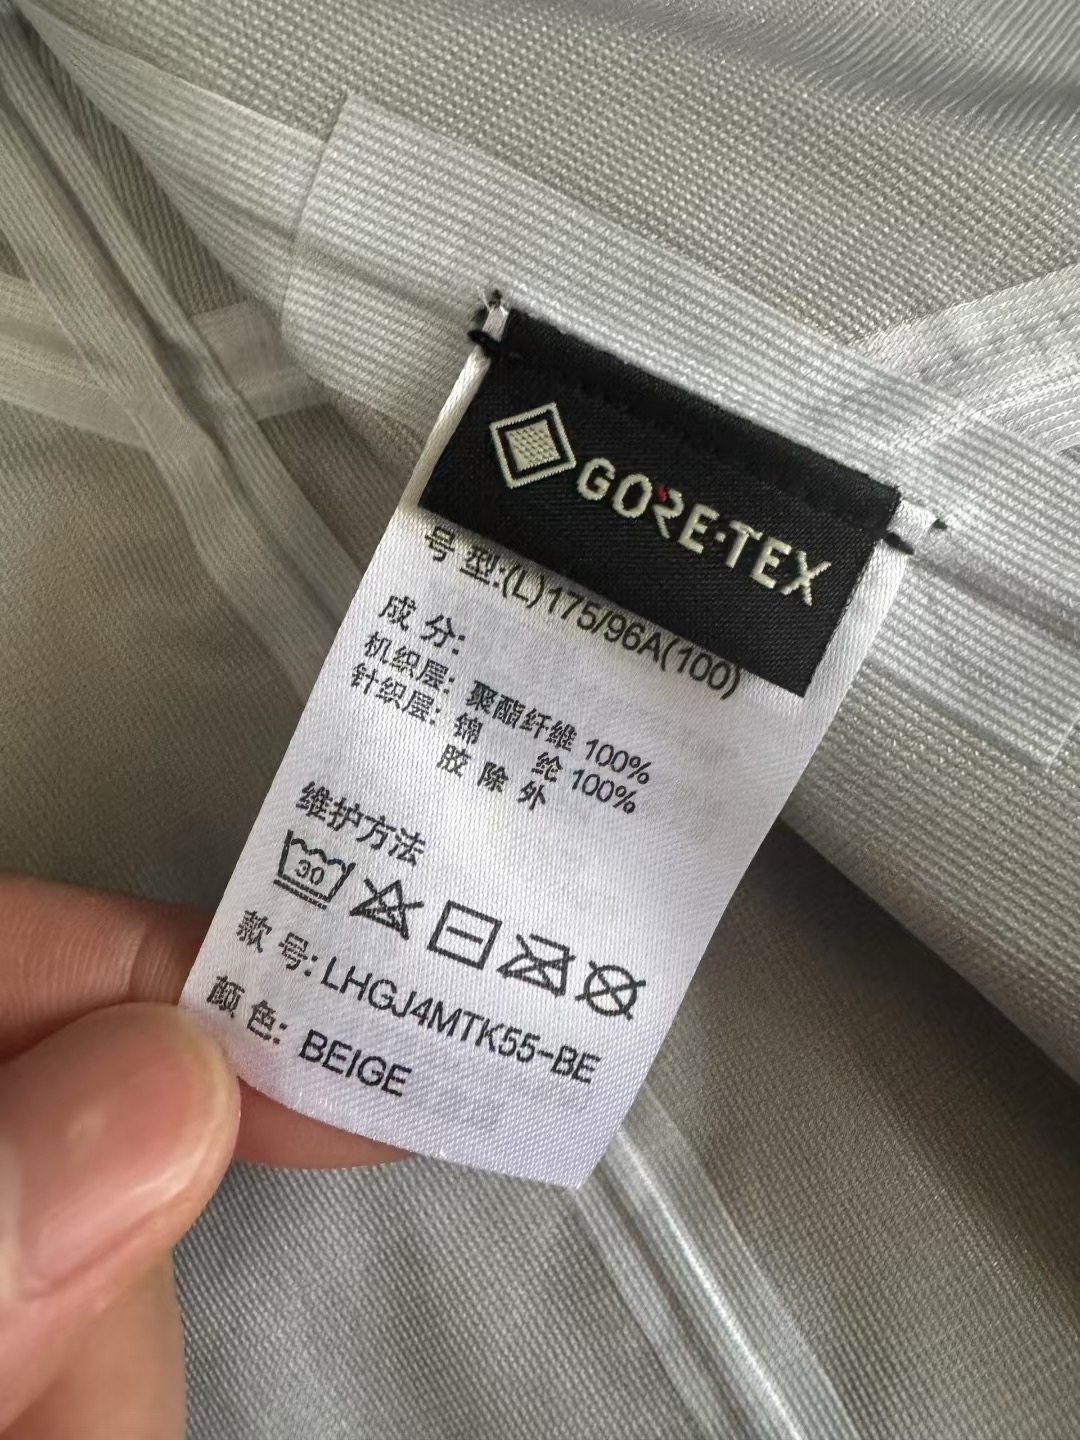 GORE-TEX
号型:(L)175/96A(100)
成分:
机织层: 聚酯纤维 100%
针织层: 锦纶 100%
胶除外
维护方法
30
款号: LHGJ4MTK55-BE
颜色: BEIGE